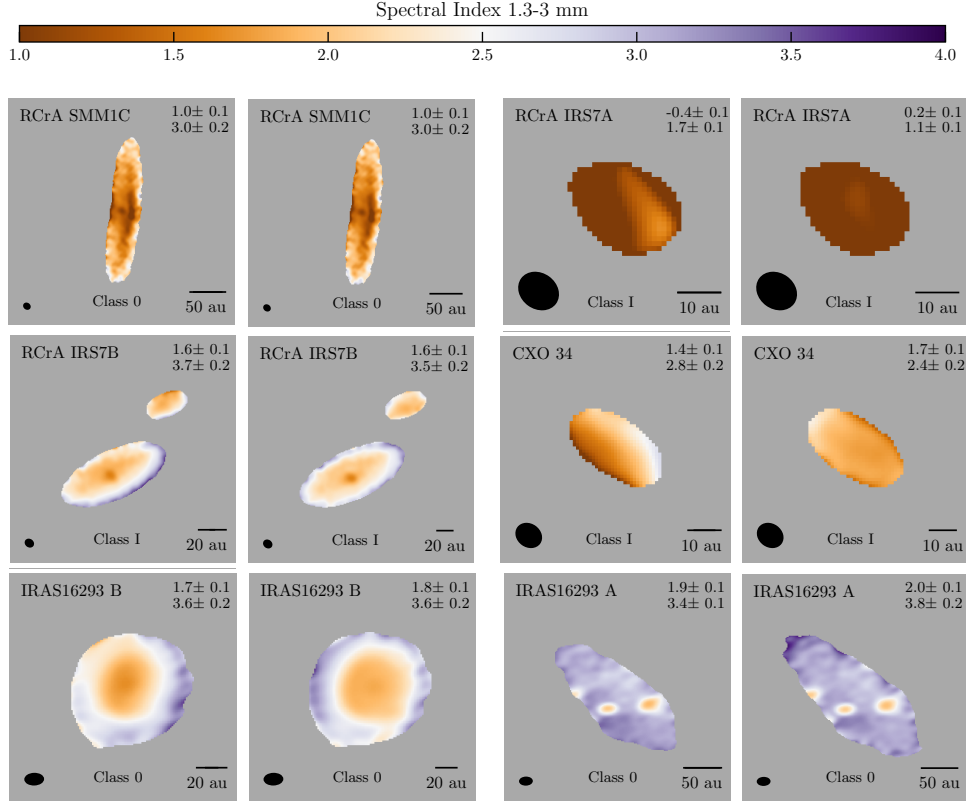 Spectral Index 1.3-3 mm
1.0 1.5 2.0 2.5 3.0 3.5 4.0
RCrA SMM1C
1.0± 0.1
3.0± 0.2
Class 0
50 au
RCrA SMM1C
1.0± 0.1
3.0± 0.2
Class 0
50 au
RCrA IRS7A
-0.4± 0.1
1.7± 0.1
Class I
10 au
RCrA IRS7A
0.2± 0.1
1.1± 0.1
Class I
10 au
RCrA IRS7B
1.6± 0.1
3.7± 0.2
Class I
20 au
RCrA IRS7B
1.6± 0.1
3.5± 0.2
Class I
20 au
CXO 34
1.4± 0.1
2.8± 0.2
Class I
10 au
CXO 34
1.7± 0.1
2.4± 0.2
Class I
10 au
IRAS16293 B
1.7± 0.1
3.6± 0.2
Class 0
20 au
IRAS16293 B
1.8± 0.1
3.6± 0.2
Class 0
20 au
IRAS16293 A
1.9± 0.1
3.4± 0.1
Class 0
50 au
IRAS16293 A
2.0± 0.1
3.8± 0.2
Class 0
50 au